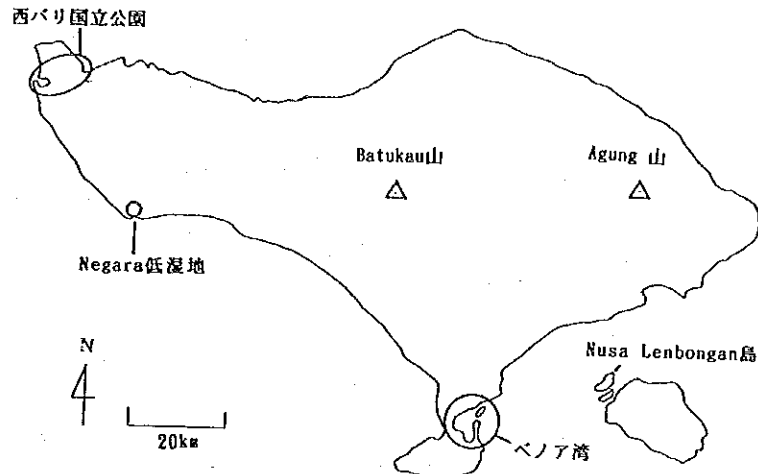 西バリ国立公園
Batukau山
Agung 山
Negara低湿地
Nusa Lenbongan島
N
20km
ベノア湾